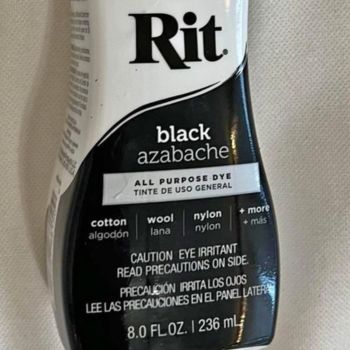 Rit®
black
azabache
ALL PURPOSE DYE
TINTE DE USO GENERAL
cotton wool nylon + more
algodón lana nylon + más
CAUTION EYE IRRITANT
READ PRECAUTIONS ON SIDE.
PRECAUCIÓN IRRITA LOS OJOS
LEE LAS PRECAUCIONES EN EL PANEL LATERA
8.0 FL. OZ. | 236 mL